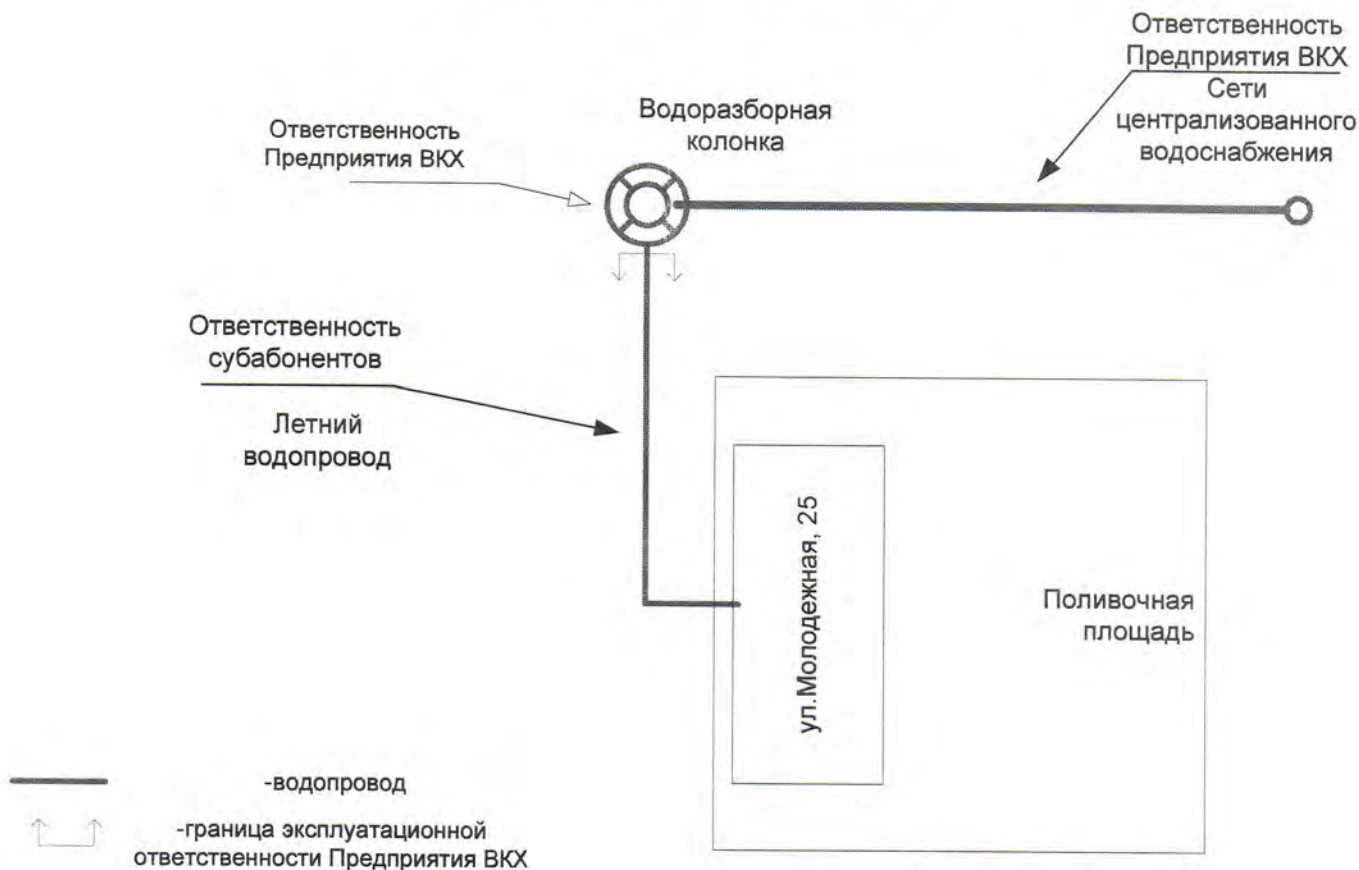 Ответственность
Предприятия ВКХ
Сети
централизованного
водоснабжения
Водоразборная
колонка
Ответственность
Предприятия ВКХ
Ответственность
субабонентов
Летний
водопровод
ул.Молодежная, 25
Поливочная
площадь
-водопровод
-граница эксплуатационной
ответственности Предприятия ВКХ